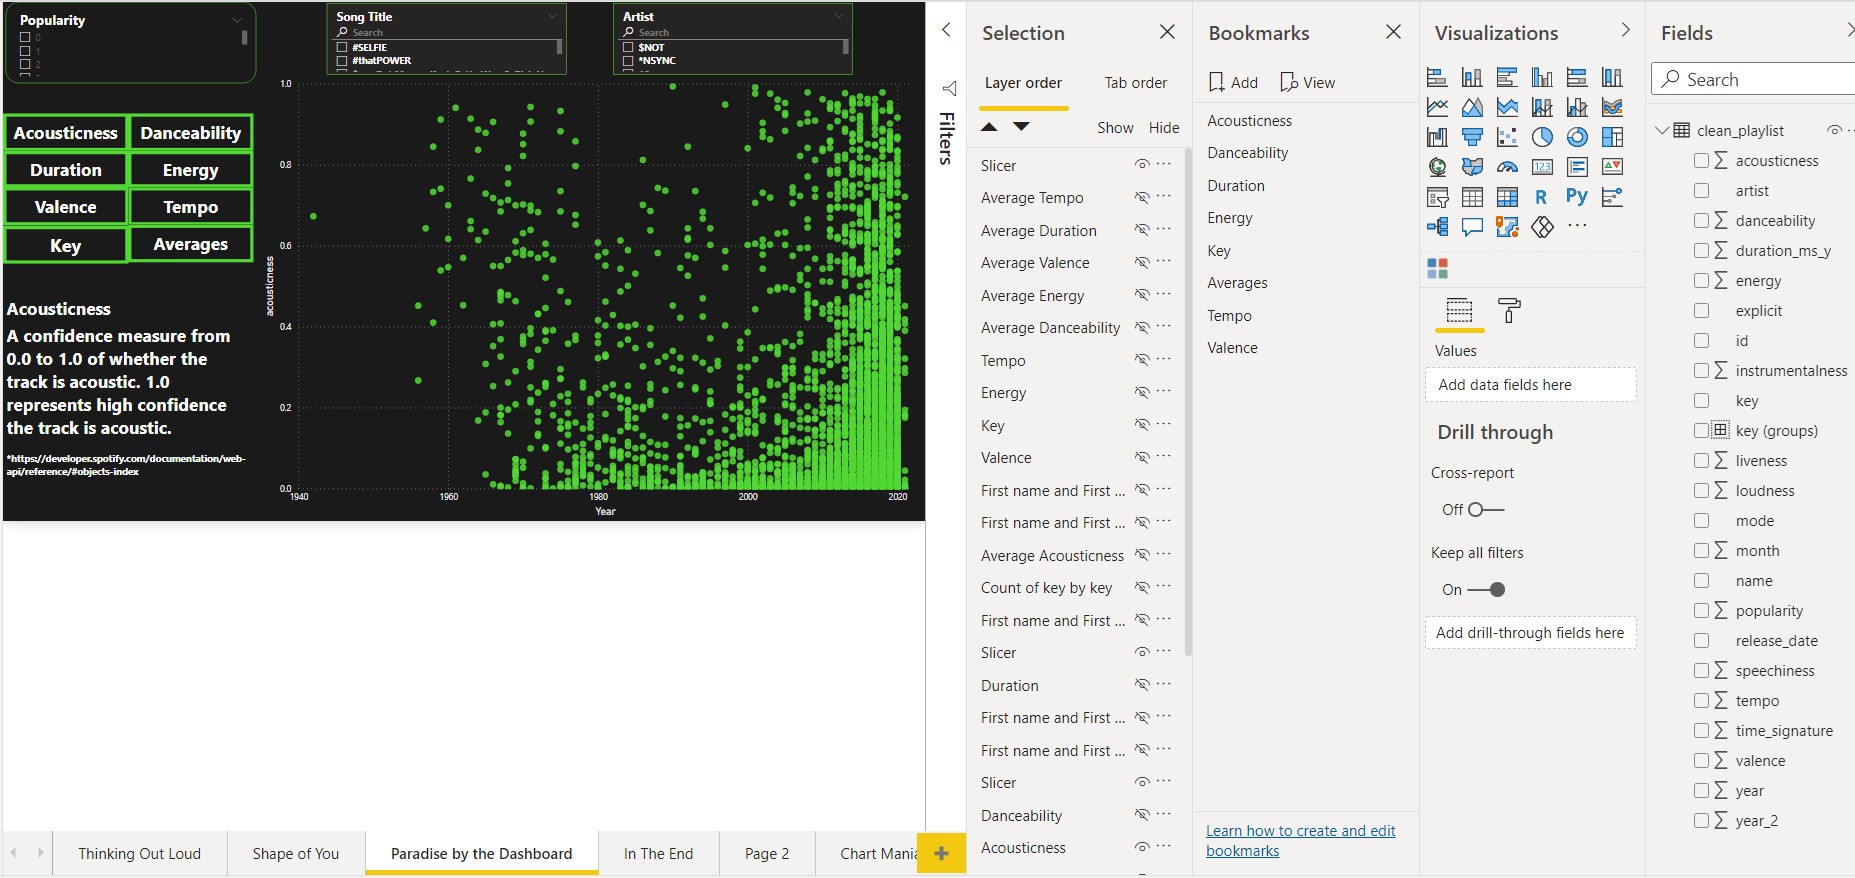 Popularity
0
1
2
Song Title
Search
#SELFIE
#thatPOWER
Artist
Search
$NOT
*NSYNC
Acousticness
Danceability
Duration
Energy
Valence
Tempo
Key
Averages
Acousticness
A confidence measure from
0.0 to 1.0 of whether the
track is acoustic. 1.0
represents high confidence
the track is acoustic.
*https://developer.spotify.com/documentation/web-
api/reference/#objects-index
1.0
0.8
0.6
0.4
0.2
0.0
acousticness
1940
1960
1980
2000
2020
Year
Filters
Selection
Layer order
Tab order
Show
Hide
Slicer
Average Tempo
Average Duration
Average Valence
Average Energy
Average Danceability
Tempo
Energy
Key
Valence
First name and First ...
First name and First ...
Average Acousticness
Count of key by key
First name and First ...
Slicer
Duration
First name and First ...
First name and First ...
Slicer
Danceability
Acousticness
Bookmarks
Add
View
Acousticness
Danceability
Duration
Energy
Key
Averages
Tempo
Valence
Learn how to create and edit
bookmarks
Visualizations
123
R
Py
...
Values
Add data fields here
Drill through
Cross-report
Off
Keep all filters
On
Add drill-through fields here
Fields
Search
clean_playlist
acousticness
artist
danceability
duration_ms_y
energy
explicit
id
instrumentalness
key
key (groups)
liveness
loudness
mode
month
name
popularity
release_date
speechiness
tempo
time_signature
valence
year
year_2
Thinking Out Loud
Shape of You
Paradise by the Dashboard
In The End
Page 2
Chart Mania